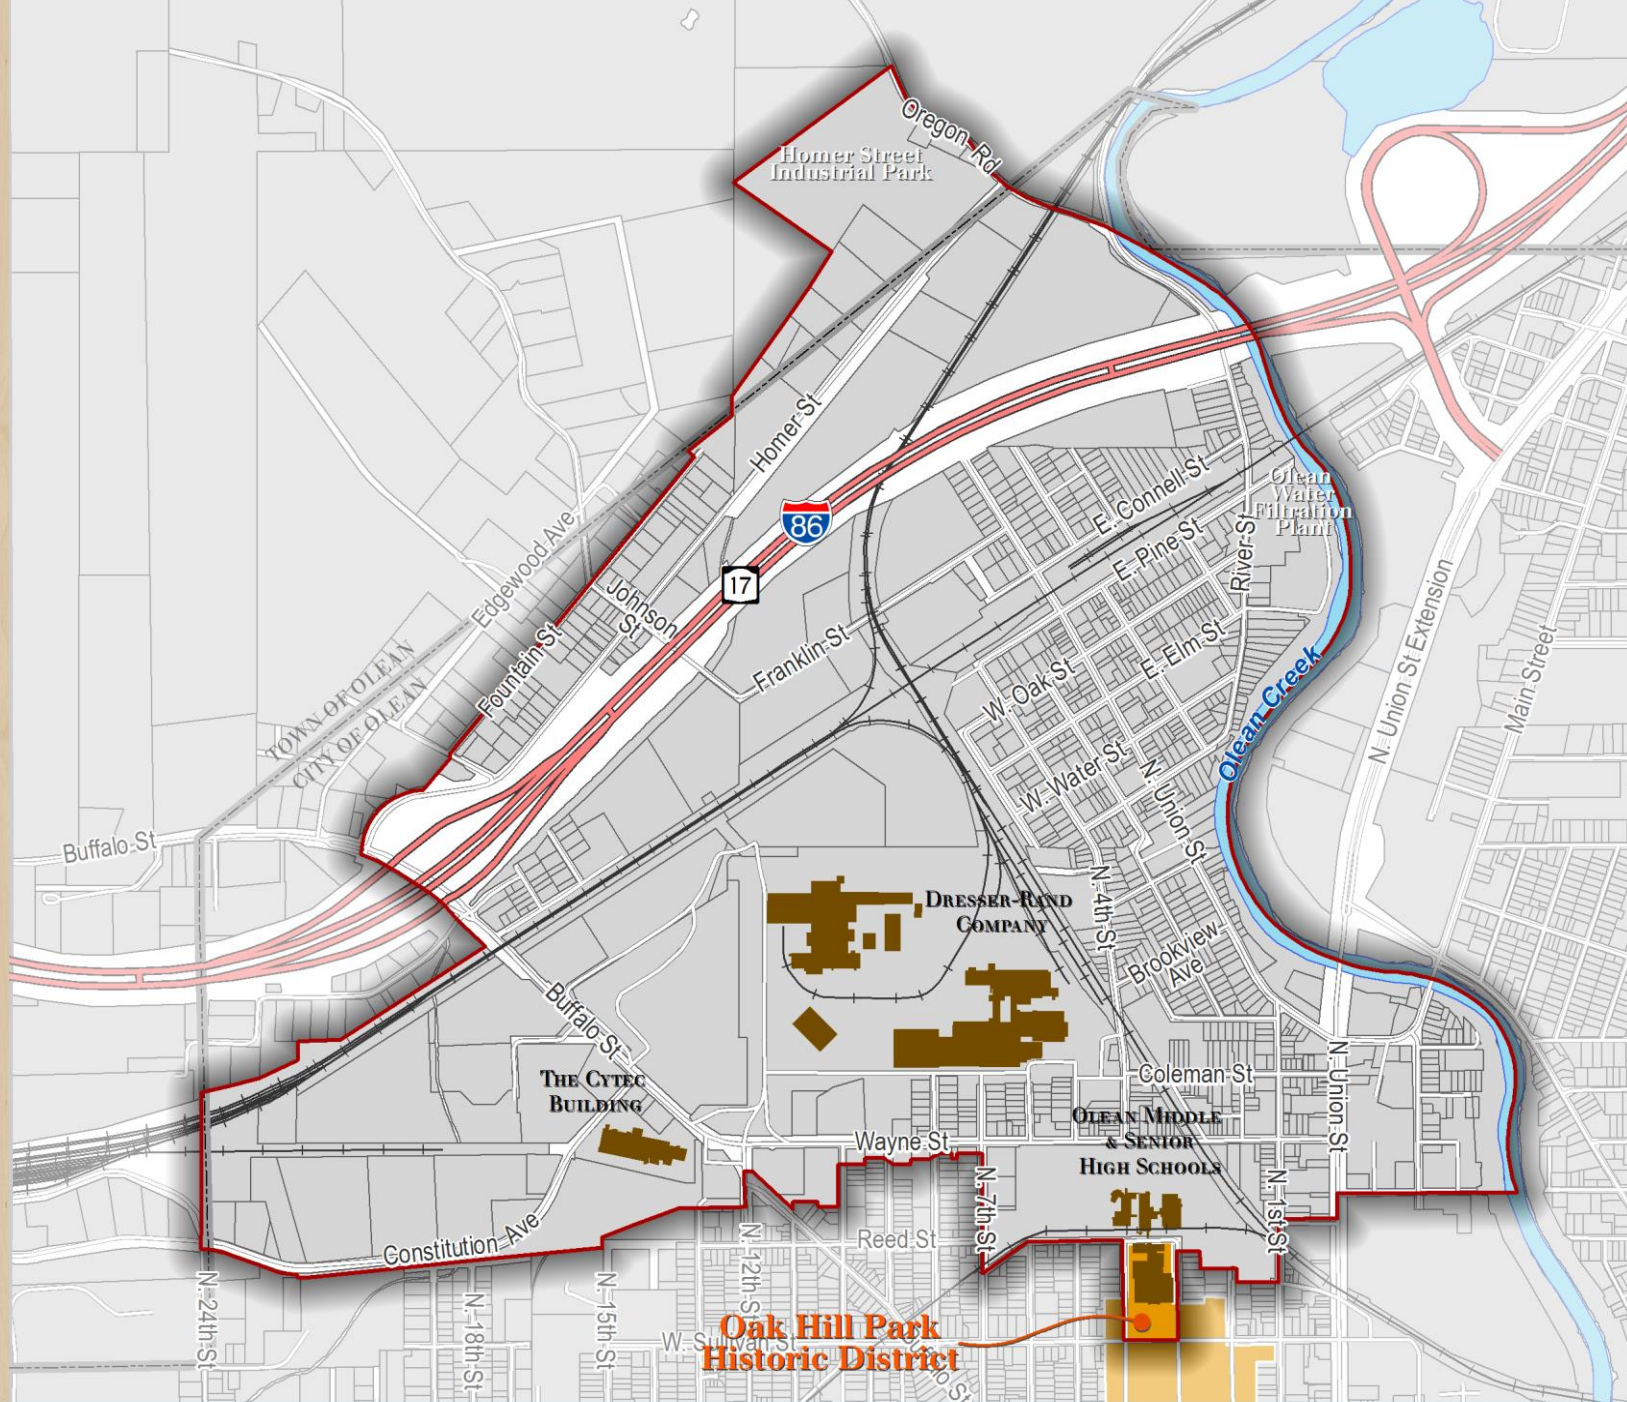 Oregon Rd
Homer Street
Industrial Park
Homer St
86
17
E. Connell St
Olean
Water
Filtration
Plant
E. Pine St
River St
Edgewood Ave
Johnson
St
Franklin St
E. Elm St
N. Union St Extension
Main Street
Fountain St
TOWN OF OLEAN
CITY OF OLEAN
W. Oak St
Olean Creek
W. Water St
N. Union St
Buffalo St
DRESSER-RAND
COMPANY
N. 4th St
Brookview
Ave
Buffalo St
THE CYTEC
BUILDING
Coleman St
N. Union St
OLEAN MIDDLE
& SENIOR
HIGH SCHOOLS
Wayne St
N. 7th St
N. 1st St
Constitution Ave
Reed St
N. 24th St
N. 18th St
N. 15th St
N. 12th St
W. Sullivan St
Buffalo St
Oak Hill Park
Historic District